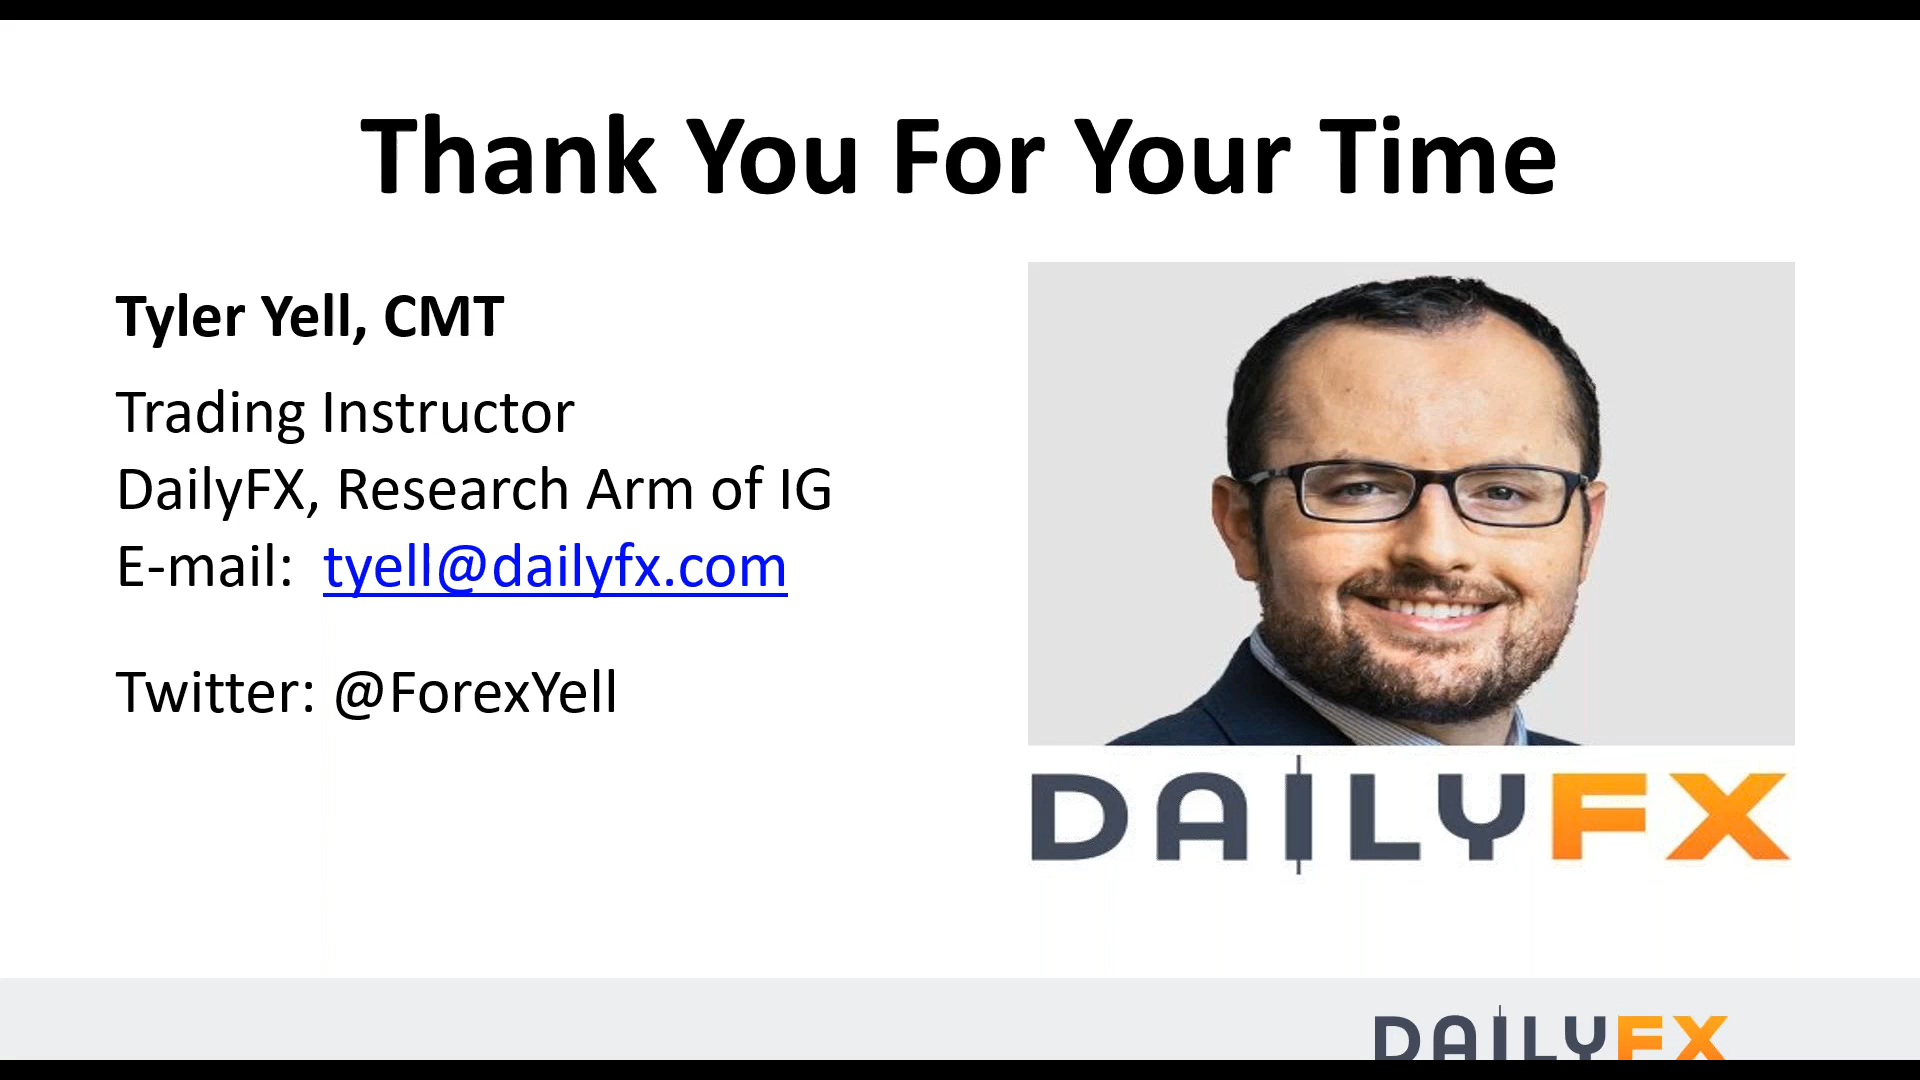 Thank You For Your Time
Tyler Yell, CMT
Trading Instructor
DailyFX, Research Arm of IG
E-mail:  tyell@dailyfx.com
Twitter: @ForexYell
DAILYFX
DAILYFX